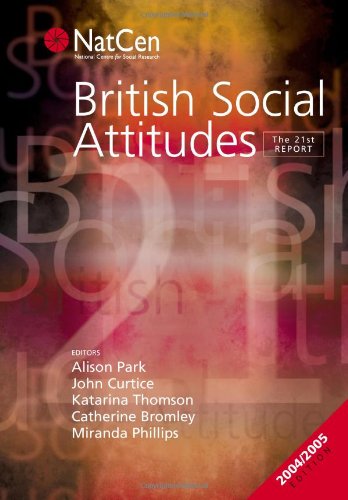 NatCen
National Centre for Social Research
British Social
Attitudes
The 21st
REPORT
EDITORS
Alison Park
John Curtice
Katarina Thomson
Catherine Bromley
Miranda Phillips
2004/2005
EDITION